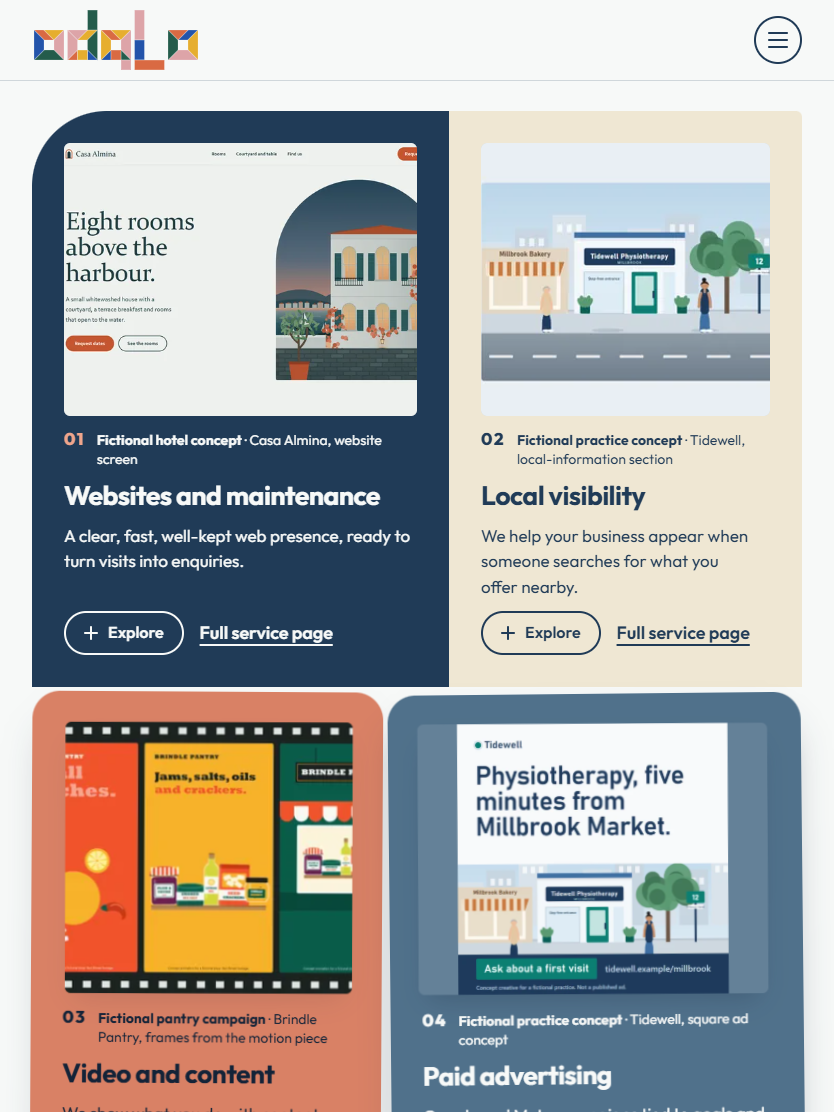 odaLo
Casa Almina
Rooms Courtyard and table Find us
Eight rooms
above the
harbour.
A small whitewashed house with a
courtyard, a terrace breakfast and rooms
that open to the water.
Request dates See the rooms
Millbrook Bakery
Tidewell Physiotherapy
12
01 Fictional hotel concept · Casa Almina, website
screen
Websites and maintenance
A clear, fast, well-kept web presence, ready to
turn visits into enquiries.
Explore Full service page
02 Fictional practice concept · Tidewell,
local-information section
Local visibility
We help your business appear when
someone searches for what you
offer nearby.
Explore Full service page
BRINDLE PANTRY
Jams, salts, oils
and crackers.
BRINDLE
03 Fictional pantry campaign · Brindle
Pantry, frames from the motion piece
Video and content
Tidewell
Physiotherapy, five
minutes from
Millbrook Market.
Millbrook Bakery
Tidewell Physiotherapy
12
Ask about a first visit tidewell.example/millbrook
Concept creative for a fictional practice. Not a published ad.
04 Fictional practice concept · Tidewell, square ad
concept
Paid advertising